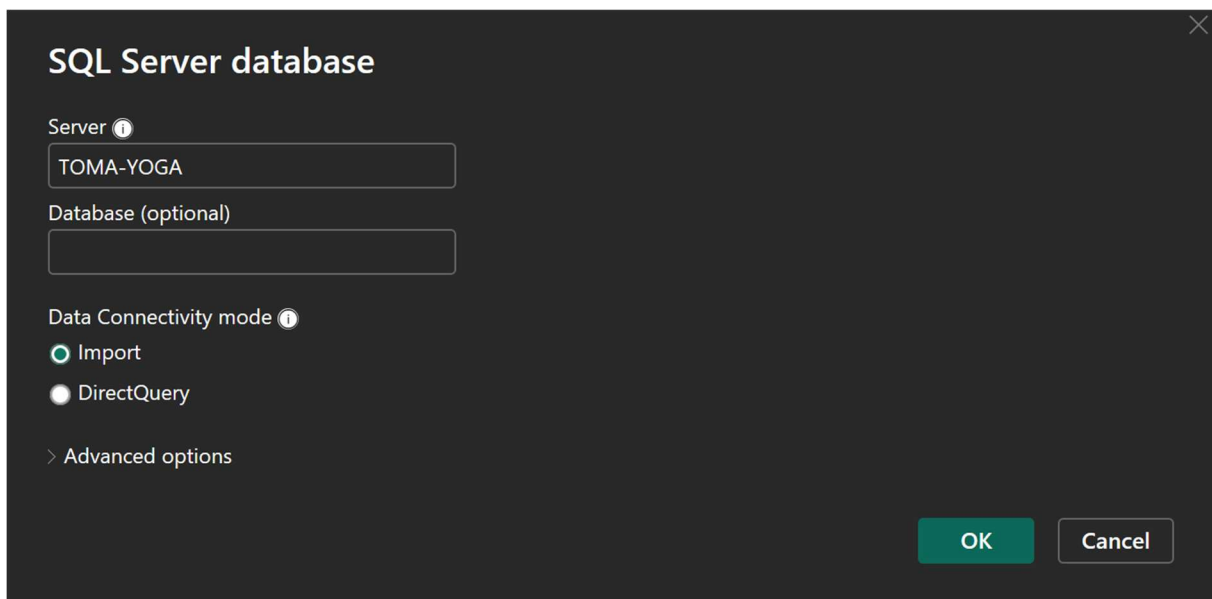 SQL Server database
Server
TOMA-YOGA
Database (optional)
Data Connectivity mode
Import
DirectQuery
Advanced options
OK Cancel